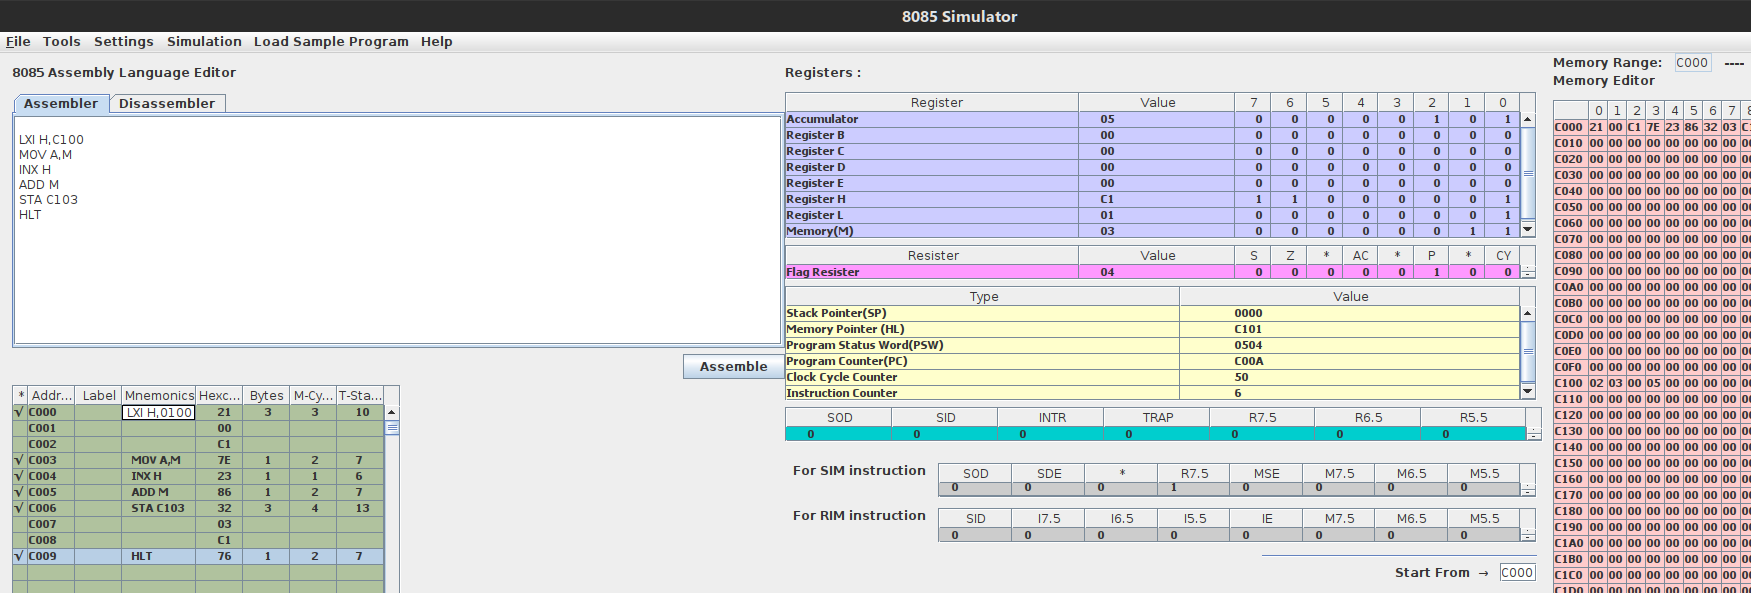 8085 Simulator
File Tools Settings Simulation Load Sample Program Help
8085 Assembly Language Editor
Assembler Disassembler
LXI H,C100
MOV A,M
INX H
ADD M
STA C103
HLT
Assemble
* Addr... Label Mnemonics Hexc... Bytes M-Cy... T-Sta...
√ C000 LXI H,0100 21 3 3 10
C001 00
C002 C1
√ C003 MOV A,M 7E 1 2 7
√ C004 INX H 23 1 1 6
√ C005 ADD M 86 1 2 7
√ C006 STA C103 32 3 4 13
C007 03
C008 C1
√ C009 HLT 76 1 2 7
Registers :
Register Value 7 6 5 4 3 2 1 0
Accumulator 05 0 0 0 0 0 1 0 1
Register B 00 0 0 0 0 0 0 0 0
Register C 00 0 0 0 0 0 0 0 0
Register D 00 0 0 0 0 0 0 0 0
Register E 00 0 0 0 0 0 0 0 0
Register H C1 1 1 0 0 0 0 0 1
Register L 01 0 0 0 0 0 0 0 1
Memory(M) 03 0 0 0 0 0 0 1 1
Resister Value S Z * AC * P * CY
Flag Resister 04 0 0 0 0 0 1 0 0
Type Value
Stack Pointer(SP) 0000
Memory Pointer (HL) C101
Program Status Word(PSW) 0504
Program Counter(PC) C00A
Clock Cycle Counter 50
Instruction Counter 6
SOD SID INTR TRAP R7.5 R6.5 R5.5
0 0 0 0 0 0 0
For SIM instruction
SOD SDE * R7.5 MSE M7.5 M6.5 M5.5
0 0 0 1 0 0 0 0
For RIM instruction
SID I7.5 I6.5 I5.5 IE M7.5 M6.5 M5.5
0 0 0 0 0 0 0 0
Start From → C000
Memory Range: C000 ----
Memory Editor
0 1 2 3 4 5 6 7
C000 21 00 C1 7E 23 86 32 03
C010 00 00 00 00 00 00 00 00
C020 00 00 00 00 00 00 00 00
C030 00 00 00 00 00 00 00 00
C040 00 00 00 00 00 00 00 00
C050 00 00 00 00 00 00 00 00
C060 00 00 00 00 00 00 00 00
C070 00 00 00 00 00 00 00 00
C080 00 00 00 00 00 00 00 00
C090 00 00 00 00 00 00 00 00
C0A0 00 00 00 00 00 00 00 00
C0B0 00 00 00 00 00 00 00 00
C0C0 00 00 00 00 00 00 00 00
C0D0 00 00 00 00 00 00 00 00
C0E0 00 00 00 00 00 00 00 00
C0F0 00 00 00 00 00 00 00 00
C100 02 03 00 05 00 00 00 00
C110 00 00 00 00 00 00 00 00
C120 00 00 00 00 00 00 00 00
C130 00 00 00 00 00 00 00 00
C140 00 00 00 00 00 00 00 00
C150 00 00 00 00 00 00 00 00
C160 00 00 00 00 00 00 00 00
C170 00 00 00 00 00 00 00 00
C180 00 00 00 00 00 00 00 00
C190 00 00 00 00 00 00 00 00
C1A0 00 00 00 00 00 00 00 00
C1B0 00 00 00 00 00 00 00 00
C1C0 00 00 00 00 00 00 00 00
C1D0 00 00 00 00 00 00 00 00